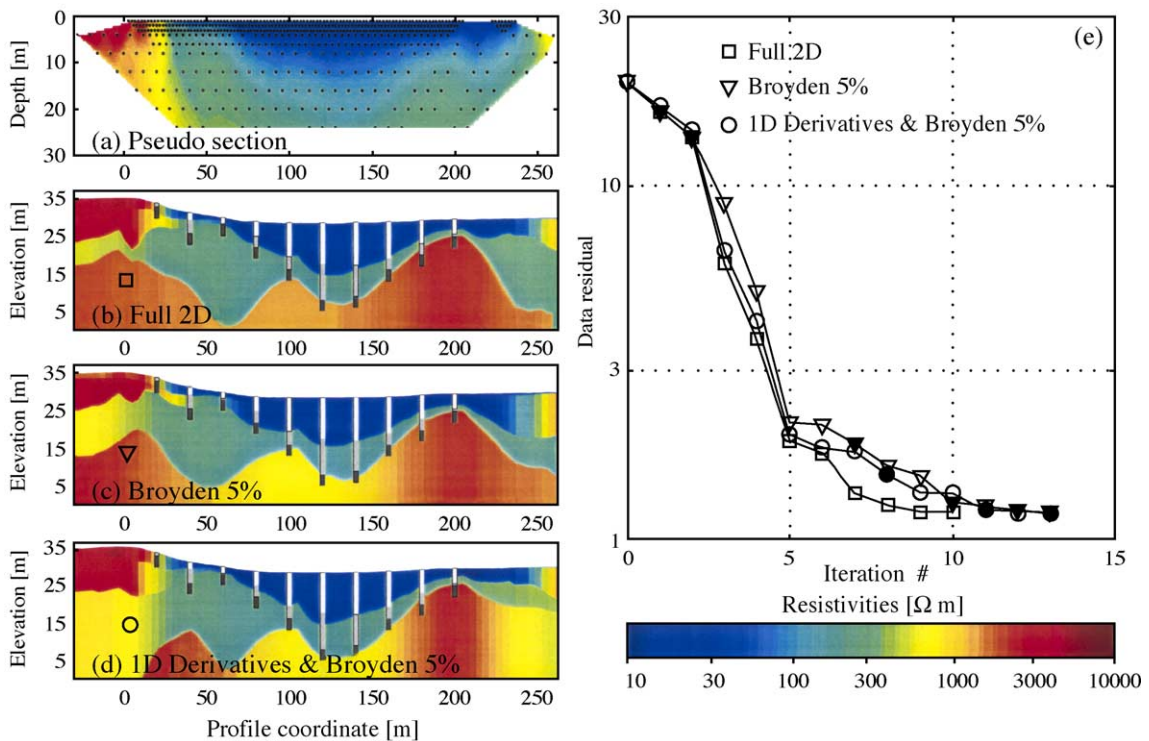 0
10
20
30
Depth [m]
(a) Pseudo section
0 50 100 150 200 250
35
25
15
5
Elevation [m]
(b) Full 2D
0 50 100 150 200 250
35
25
15
5
Elevation [m]
(c) Broyden 5%
0 50 100 150 200 250
35
25
15
5
Elevation [m]
(d) 1D Derivatives & Broyden 5%
0 50 100 150 200 250
Profile coordinate [m]
30
10
3
1
Data residual
(e)
Full 2D
Broyden 5%
1D Derivatives & Broyden 5%
0 5 10 15
Iteration #
Resistivities [Ω m]
10 30 100 300 1000 3000 10000